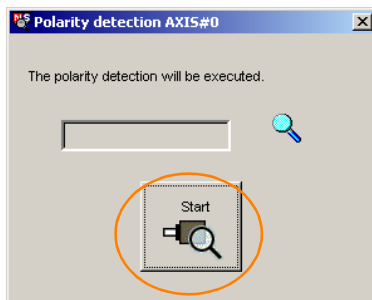 Polarity detection AXIS#0
The polarity detection will be executed.
Start